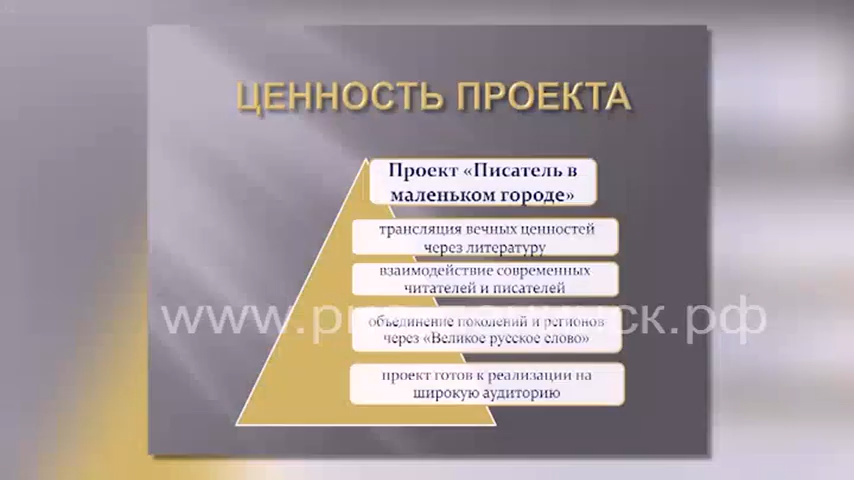 ЦЕННОСТЬ ПРОЕКТА
Проект «Писатель в
маленьком городе»
трансляция вечных ценностей
через литературу
взаимодействие современных
читателей и писателей
объединение поколений и регионов
через «Великое русское слово»
проект готов к реализации на
широкую аудиторию